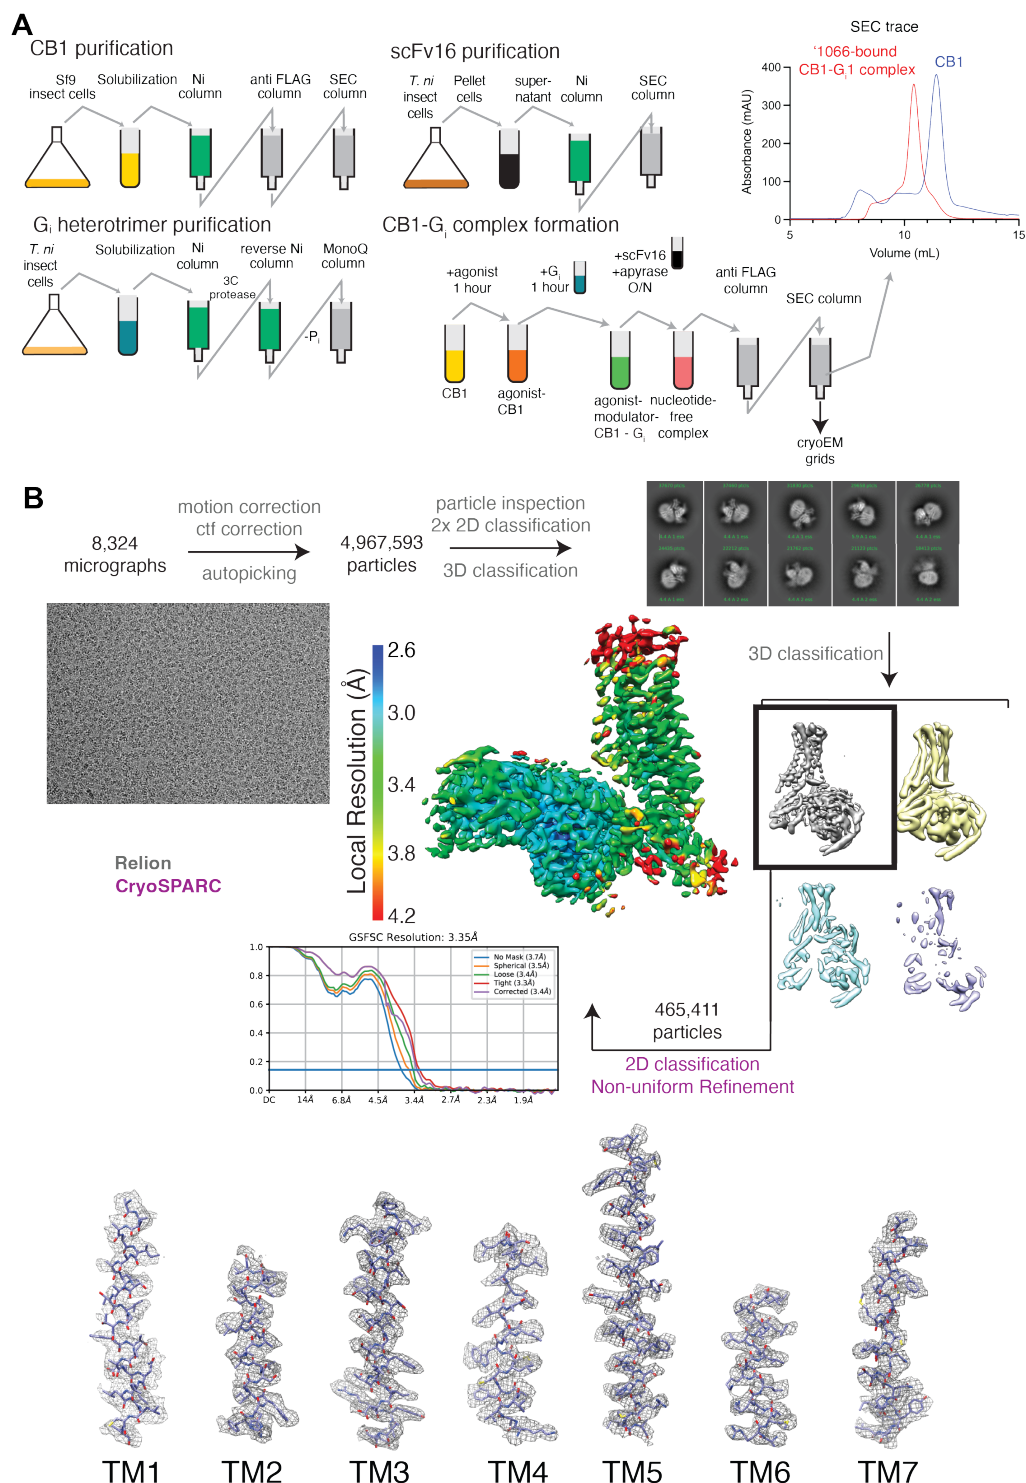 A
CB1 purification
Sf9
insect cells
Solubilization
Ni
column
anti FLAG
column
SEC
column
scFv16 purification
T. ni
insect
cells
Pellet
cells
super-
natant
Ni
column
SEC
column
SEC trace
'1066-bound
CB1-Gi1 complex
CB1
Absorbance (mAU)
400
300
200
100
0
5
10
15
Volume (mL)
Gi heterotrimer purification
T. ni
insect
cells
Solubilization
Ni
column
3C
protease
reverse Ni
column
-Pi
MonoQ
column
CB1-Gi complex formation
+agonist
1 hour
+Gi
1 hour
+scFv16
+apyrase
O/N
anti FLAG
column
SEC column
CB1
agonist-
CB1
agonist-
modulator-
CB1 - Gi
nucleotide-
free
complex
cryoEM
grids
B
8,324
micrographs
motion correction
ctf correction
autopicking
4,967,593
particles
particle inspection
2x 2D classification
3D classification
3D classification
Local Resolution (Å)
2.6
3.0
3.4
3.8
4.2
Relion
CryoSPARC
GSFSC Resolution: 3.35Å
1.0
0.8
0.6
0.4
0.2
0.0
DC
14Å
6.8Å
4.5Å
3.4Å
2.7Å
2.3Å
1.9Å
No Mask (3.7Å)
Spherical (3.5Å)
Loose (3.4Å)
Tight (3.3Å)
Corrected (3.4Å)
465,411
particles
2D classification
Non-uniform Refinement
TM1
TM2
TM3
TM4
TM5
TM6
TM7